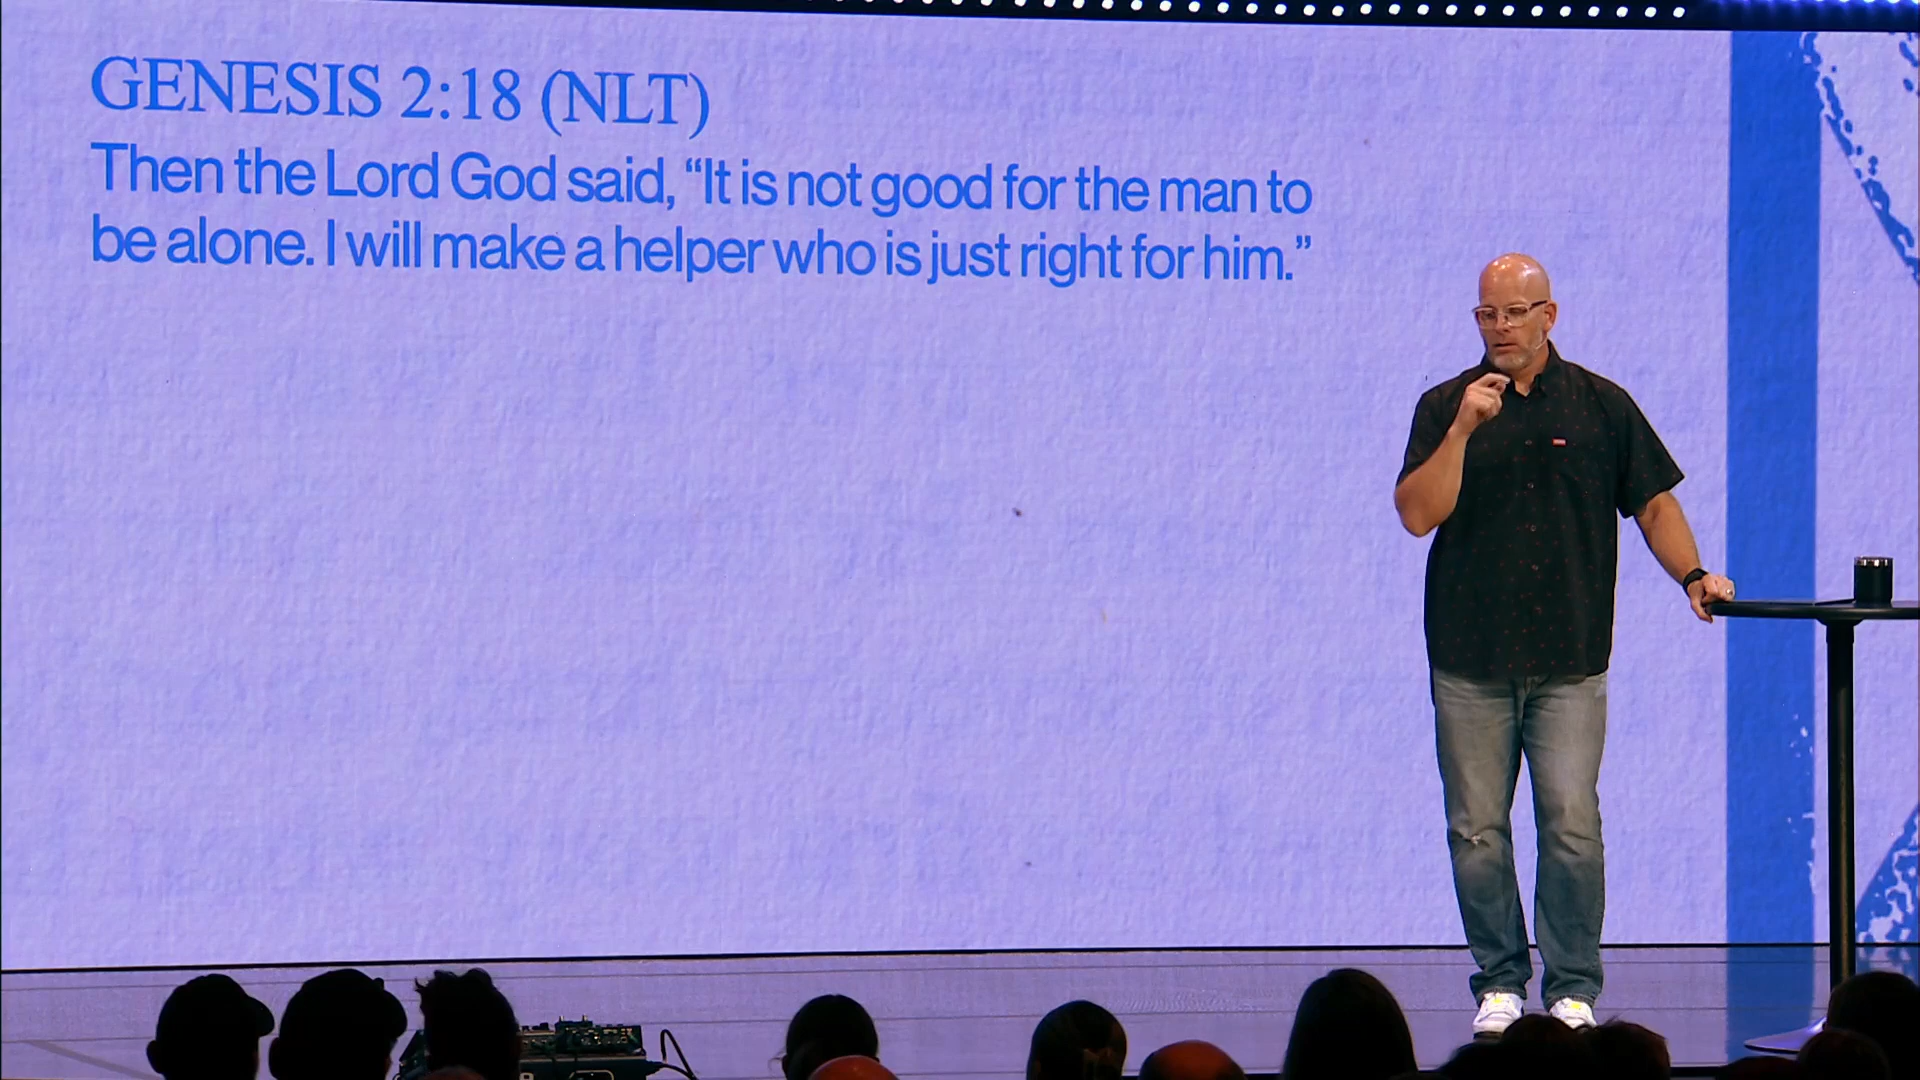 GENESIS 2:18 (NLT)
Then the Lord God said, “It is not good for the man to
be alone. I will make a helper who is just right for him.”